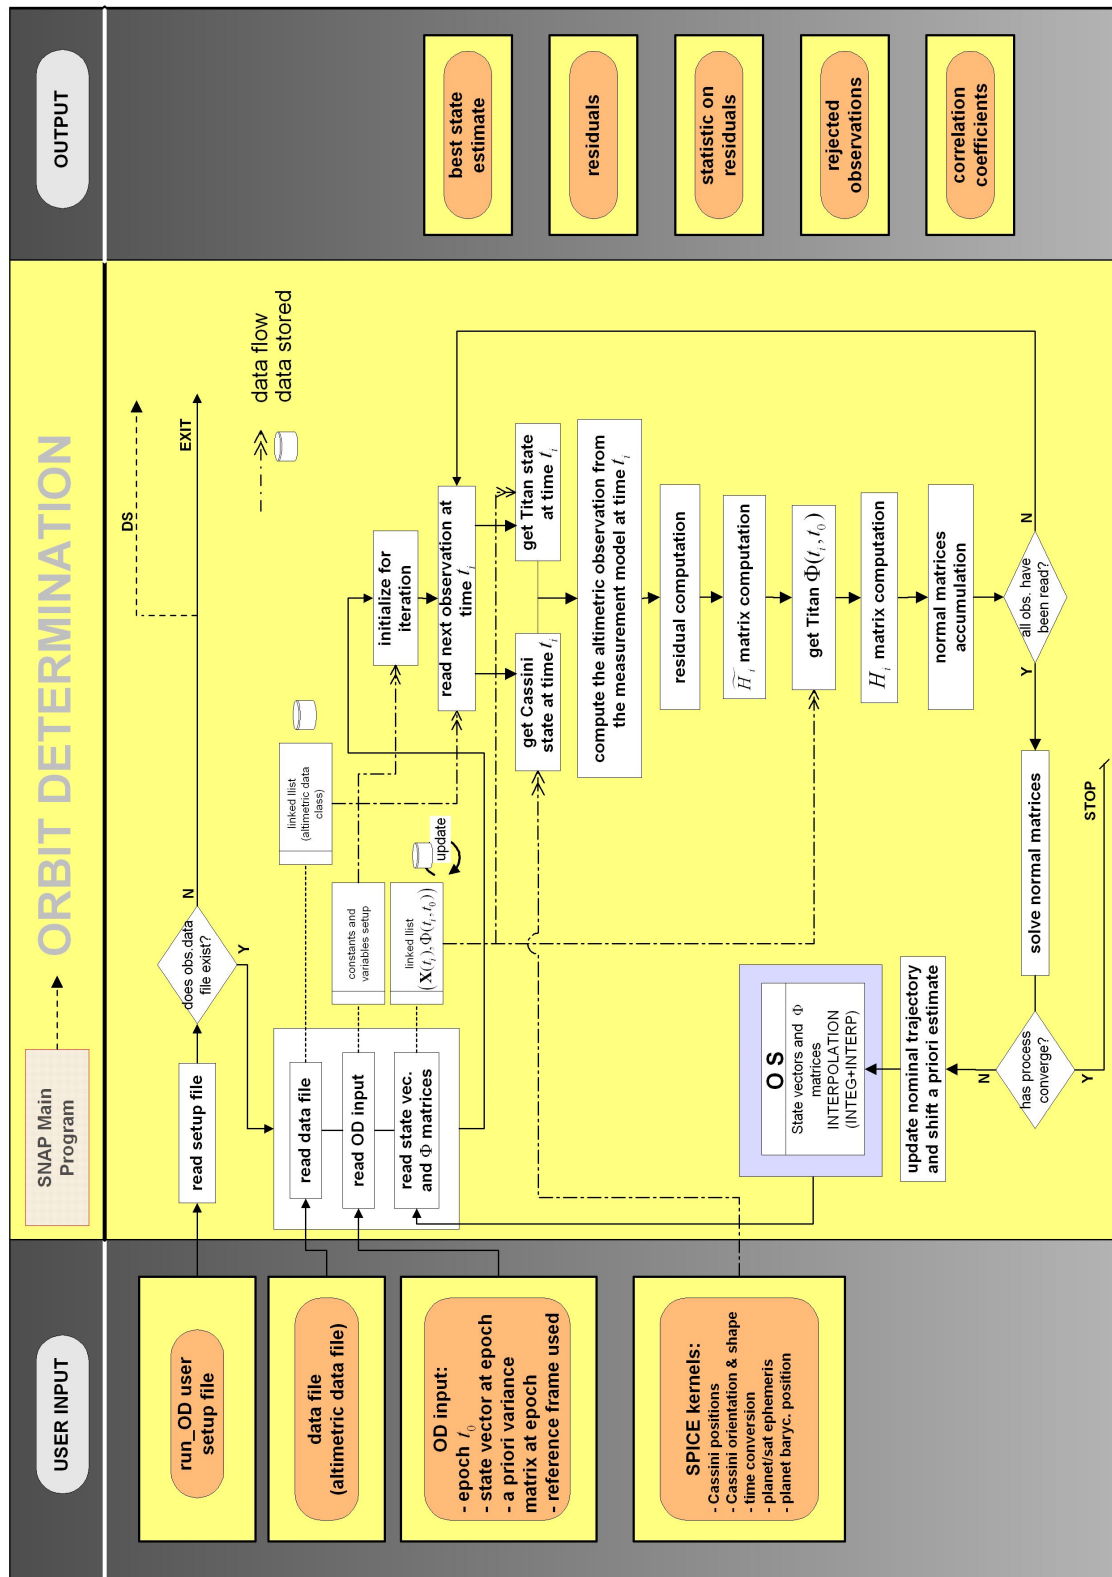 USER INPUT
SNAP Main
Program
ORBIT DETERMINATION
OUTPUT
run_OD user
setup file
data file
(altimetric data file)
OD input:
- epoch t0
- state vector at epoch
- a priori variance
matrix at epoch
- reference frame used
SPICE kernels:
- Cassini positions
- Cassini orientation & shape
- time conversion
- planet/sat ephemeris
- planet baryc. position
read setup file
does obs.data
file exist?
N
Y
EXIT
DS
data flow
data stored
read data file
read OD input
read state vec.
and Φ matrices
linked llist
(altimetric data
class)
constants and
variables setup
linked llist
(X(ti),Φ(ti,t0))
update
initialize for
iteration
read next observation at
time ti
get Cassini
state at time ti
get Titan state
at time ti
compute the altimetric observation from
the measurement model at time ti
residual computation
H̃i matrix computation
get Titan Φ(ti,t0)
Hi matrix computation
normal matrices
accumulation
all obs. have
been read?
Y
N
solve normal matrices
has process
converge?
N
Y
STOP
update nominal trajectory
and shift a priori estimate
O S
State vectors and Φ
matrices
INTERPOLATION
(INTEG+INTERP)
best state
estimate
residuals
statistic on
residuals
rejected
observations
correlation
coefficients